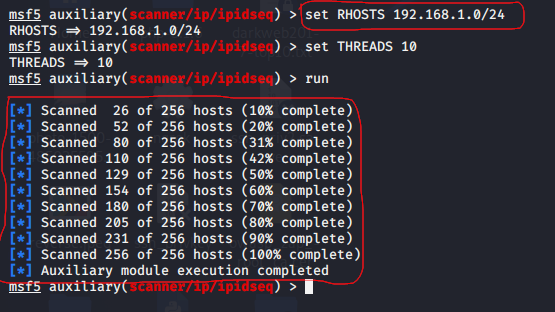 msf5 auxiliary(scanner/ip/ipidseq) > set RHOSTS 192.168.1.0/24
RHOSTS => 192.168.1.0/24
msf5 auxiliary(scanner/ip/ipidseq) > set THREADS 10
THREADS => 10
msf5 auxiliary(scanner/ip/ipidseq) > run
[*] Scanned  26 of 256 hosts (10% complete)
[*] Scanned  52 of 256 hosts (20% complete)
[*] Scanned  80 of 256 hosts (31% complete)
[*] Scanned 110 of 256 hosts (42% complete)
[*] Scanned 129 of 256 hosts (50% complete)
[*] Scanned 154 of 256 hosts (60% complete)
[*] Scanned 180 of 256 hosts (70% complete)
[*] Scanned 205 of 256 hosts (80% complete)
[*] Scanned 231 of 256 hosts (90% complete)
[*] Scanned 256 of 256 hosts (100% complete)
[*] Auxiliary module execution completed
msf5 auxiliary(scanner/ip/ipidseq) >